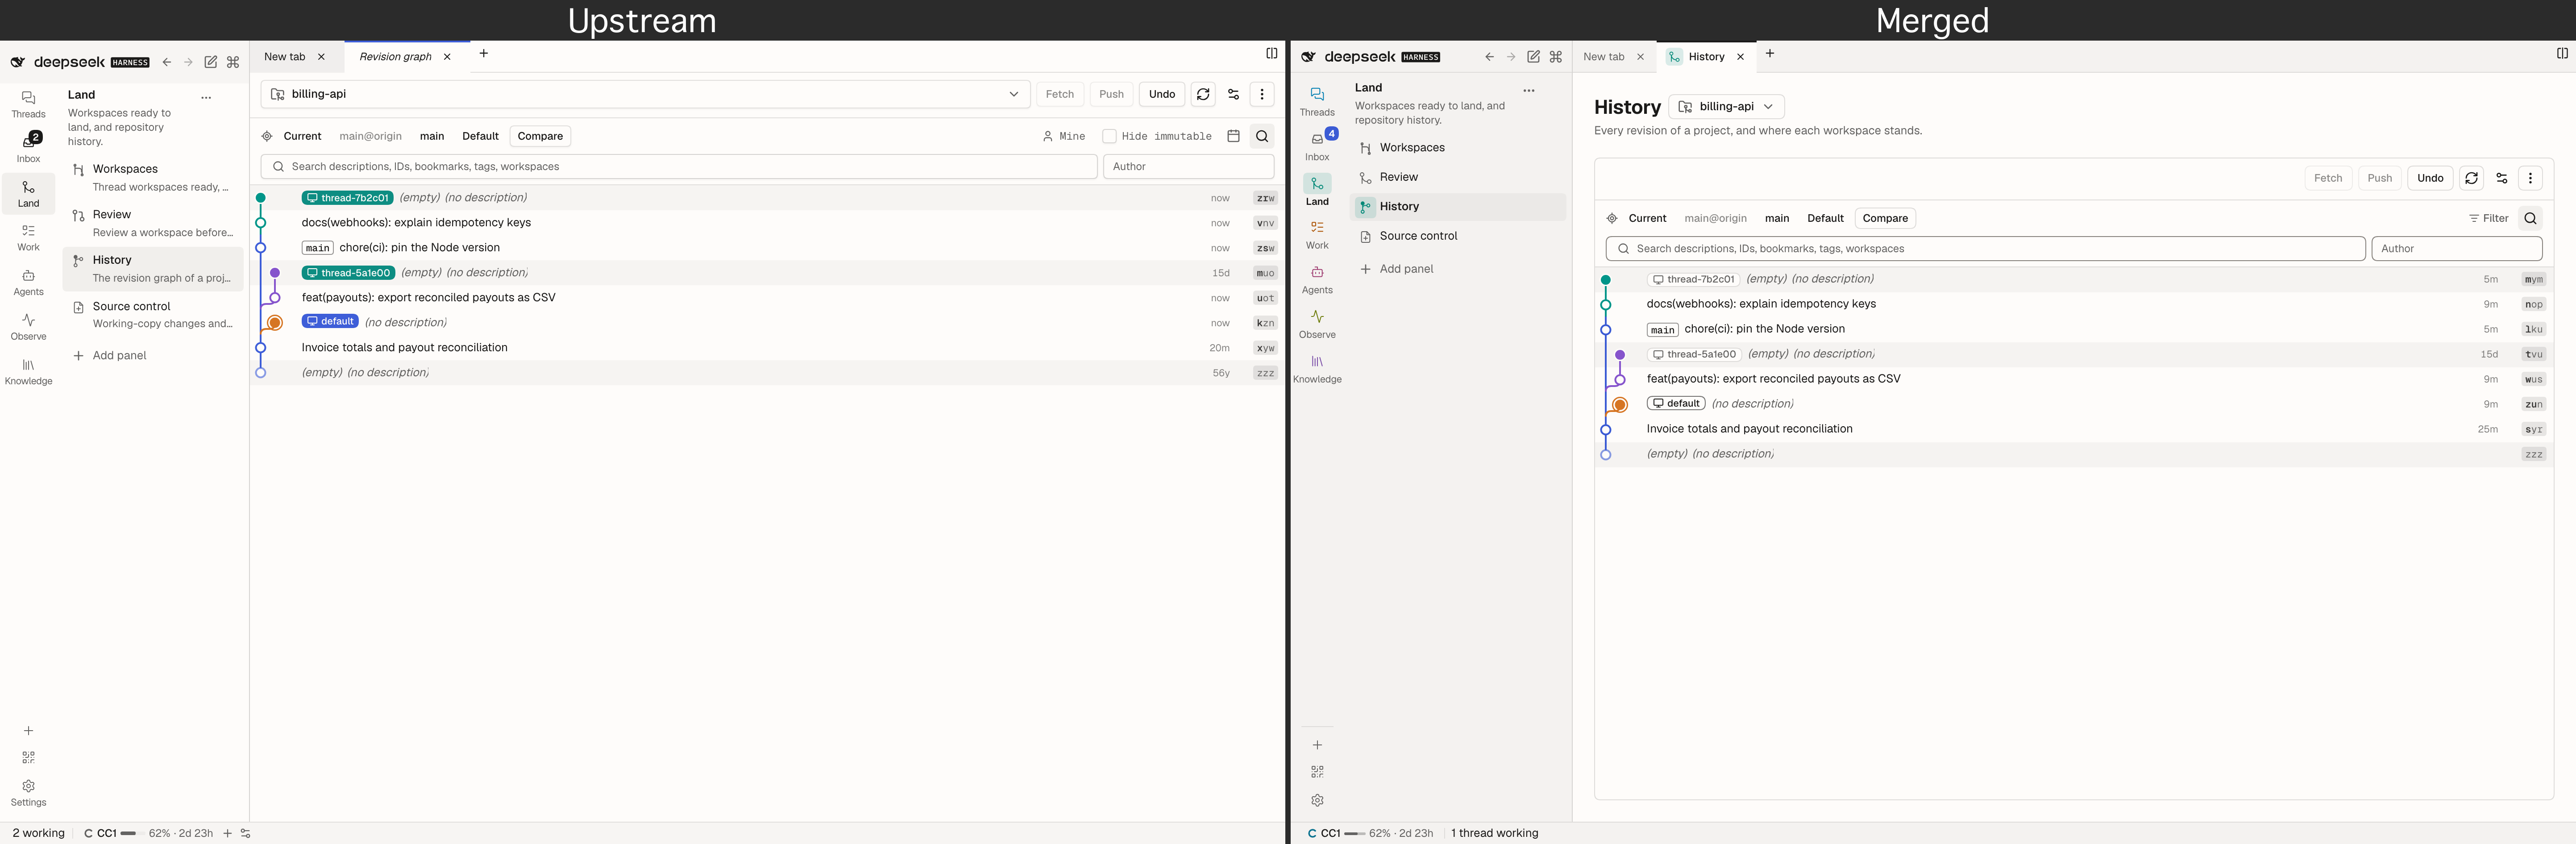 Upstream
deepseek HARNESS
New tab
Revision graph
Threads
2
Inbox
Land
Work
Agents
Observe
Knowledge
Settings
Land
Workspaces ready to
land, and repository
history.
Workspaces
Thread workspaces ready, ...
Review
Review a workspace before...
History
The revision graph of a proj...
Source control
Working-copy changes and...
Add panel
billing-api
Fetch Push Undo
Current main@origin main Default Compare Mine Hide immutable
Search descriptions, IDs, bookmarks, tags, workspaces Author
thread-7b2c01 (empty) (no description) now zrw
docs(webhooks): explain idempotency keys now vnv
main chore(ci): pin the Node version now zsw
thread-5a1e00 (empty) (no description) 15d muo
feat(payouts): export reconciled payouts as CSV now uot
default (no description) now kzn
Invoice totals and payout reconciliation 20m xyw
(empty) (no description) 56y zzz
2 working CC1 62% · 2d 23h
Merged
deepseek HARNESS
New tab
History
Threads
4
Inbox
Land
Work
Agents
Observe
Knowledge
Land
Workspaces ready to land, and
repository history.
Workspaces
Review
History
Source control
Add panel
History billing-api
Every revision of a project, and where each workspace stands.
Fetch Push Undo
Current main@origin main Default Compare Filter
Search descriptions, IDs, bookmarks, tags, workspaces Author
thread-7b2c01 (empty) (no description) 5m mym
docs(webhooks): explain idempotency keys 9m nop
main chore(ci): pin the Node version 5m lku
thread-5a1e00 (empty) (no description) 15d tvu
feat(payouts): export reconciled payouts as CSV 9m wus
default (no description) 9m zun
Invoice totals and payout reconciliation 25m syr
(empty) (no description) zzz
CC1 62% · 2d 23h 1 thread working